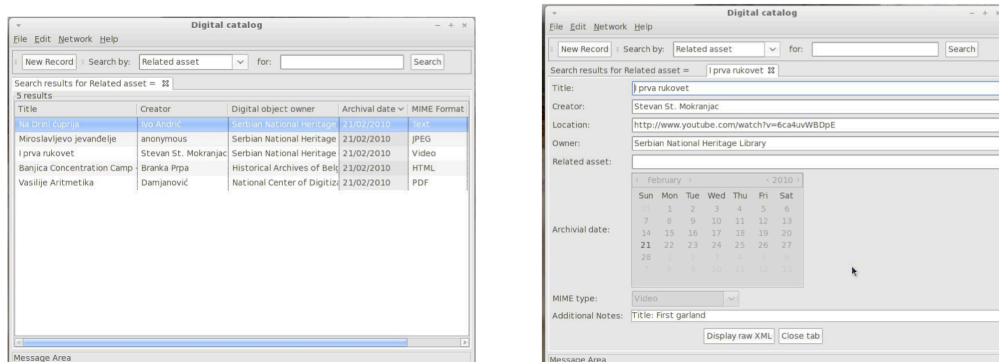 Digital catalog
File Edit Network Help
New Record Search by: Related asset for: Search
Search results for Related asset =
5 results
Title Creator Digital object owner Archival date MIME Format
Na Drini ćuprija Ivo Andrić Serbian National Heritage 21/02/2010 Text
Miroslavljevo jevanđelje anonymous Serbian National Heritage 21/02/2010 JPEG
I prva rukovet Stevan St. Mokranjac Serbian National Heritage 21/02/2010 Video
Banjica Concentration Camp - Branka Prpa Historical Archives of Belg 21/02/2010 HTML
Vasilije Aritmetika Damjanović National Center of Digitiza 21/02/2010 PDF
Message Area
Digital catalog
File Edit Network Help
New Record Search by: Related asset for: Search
Search results for Related asset = I prva rukovet
Title: I prva rukovet
Creator: Stevan St. Mokranjac
Location: http://www.youtube.com/watch?v=6ca4uvWBDpE
Owner: Serbian National Heritage Library
Related asset:
Archivial date:
February 2010
Sun Mon Tue Wed Thu Fri Sat
31 1 2 3 4 5 6
7 8 9 10 11 12 13
14 15 16 17 18 19 20
21 22 23 24 25 26 27
28 1 2 3 4 5 6
7 8 9 10 11 12 13
MIME type: Video
Additional Notes: Title: First garland
Display raw XML Close tab
Message Area